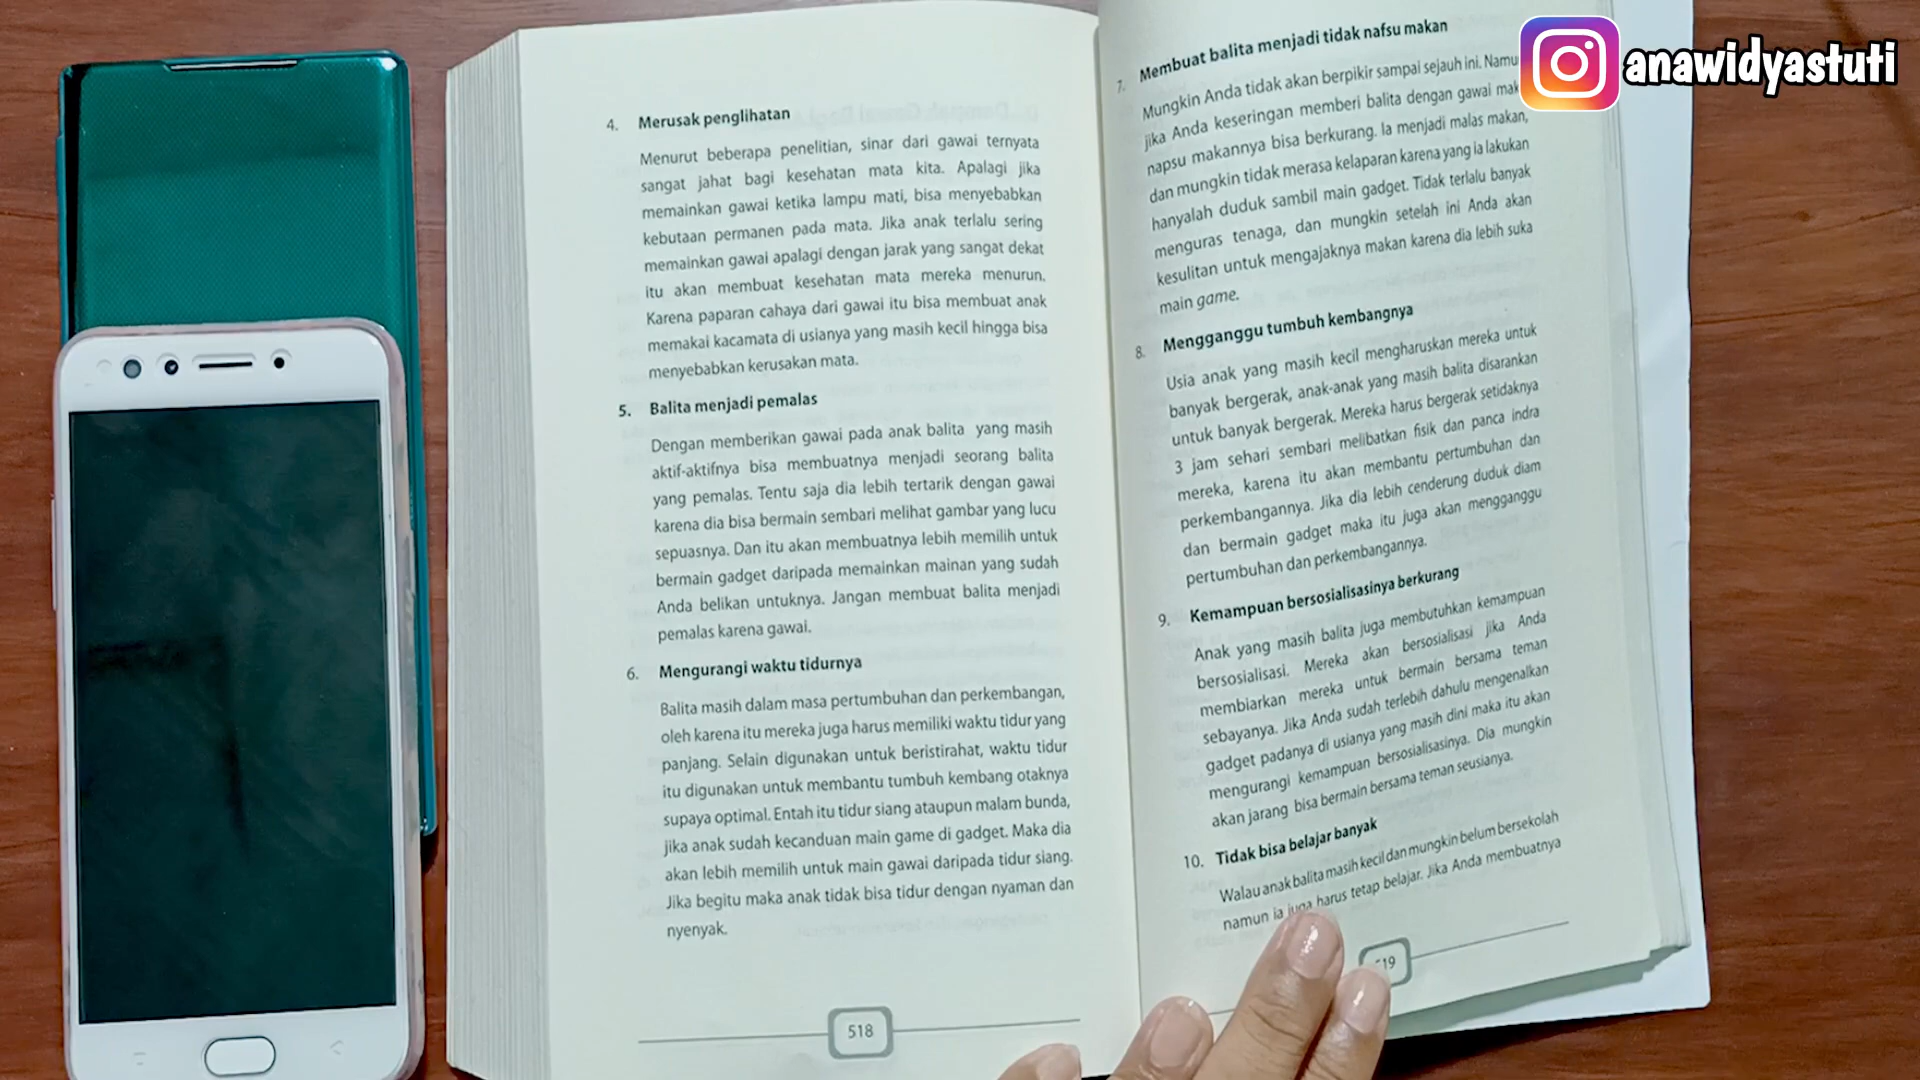 4. Merusak penglihatan
Menurut beberapa penelitian, sinar dari gawai ternyata
sangat jahat bagi kesehatan mata kita. Apalagi jika
memainkan gawai ketika lampu mati, bisa menyebabkan
kebutaan permanen pada mata. Jika anak terlalu sering
memainkan gawai apalagi dengan jarak yang sangat dekat
itu akan membuat kesehatan mata mereka menurun.
Karena paparan cahaya dari gawai itu bisa membuat anak
memakai kacamata di usianya yang masih kecil hingga bisa
menyebabkan kerusakan mata.
5. Balita menjadi pemalas
Dengan memberikan gawai pada anak balita yang masih
aktif-aktifnya bisa membuatnya menjadi seorang balita
yang pemalas. Tentu saja dia lebih tertarik dengan gawai
karena dia bisa bermain sembari melihat gambar yang lucu
sepuasnya. Dan itu akan membuatnya lebih memilih untuk
bermain gadget daripada memainkan mainan yang sudah
Anda belikan untuknya. Jangan membuat balita menjadi
pemalas karena gawai.
6. Mengurangi waktu tidurnya
Balita masih dalam masa pertumbuhan dan perkembangan,
oleh karena itu mereka juga harus memiliki waktu tidur yang
panjang. Selain digunakan untuk beristirahat, waktu tidur
itu digunakan untuk membantu tumbuh kembang otaknya
supaya optimal. Entah itu tidur siang ataupun malam bunda,
jika anak sudah kecanduan main game di gadget. Maka dia
akan lebih memilih untuk main gawai daripada tidur siang.
Jika begitu maka anak tidak bisa tidur dengan nyaman dan
nyenyak.
518
7. Membuat balita menjadi tidak nafsu makan
Mungkin Anda tidak akan berpikir sampai sejauh ini. Namu
jika Anda keseringan memberi balita dengan gawai mak
napsu makannya bisa berkurang. Ia menjadi malas makan,
dan mungkin tidak merasa kelaparan karena yang ia lakukan
hanyalah duduk sambil main gadget. Tidak terlalu banyak
menguras tenaga, dan mungkin setelah ini Anda akan
kesulitan untuk mengajaknya makan karena dia lebih suka
main game.
8. Mengganggu tumbuh kembangnya
Usia anak yang masih kecil mengharuskan mereka untuk
banyak bergerak, anak-anak yang masih balita disarankan
untuk banyak bergerak. Mereka harus bergerak setidaknya
3 jam sehari sembari melibatkan fisik dan panca indra
mereka, karena itu akan membantu pertumbuhan dan
perkembangannya. Jika dia lebih cenderung duduk diam
dan bermain gadget maka itu juga akan mengganggu
pertumbuhan dan perkembangannya.
9. Kemampuan bersosialisasinya berkurang
Anak yang masih balita juga membutuhkan kemampuan
bersosialisasi. Mereka akan bersosialisasi jika Anda
membiarkan mereka untuk bermain bersama teman
sebayanya. Jika Anda sudah terlebih dahulu mengenalkan
gadget padanya di usianya yang masih dini maka itu akan
mengurangi kemampuan bersosialisasinya. Dia mungkin
akan jarang bisa bermain bersama teman seusianya.
10. Tidak bisa belajar banyak
Walau anak balita masih kecil dan mungkin belum bersekolah
namun ia juga harus tetap belajar. Jika Anda membuatnya
19
anawidyastuti